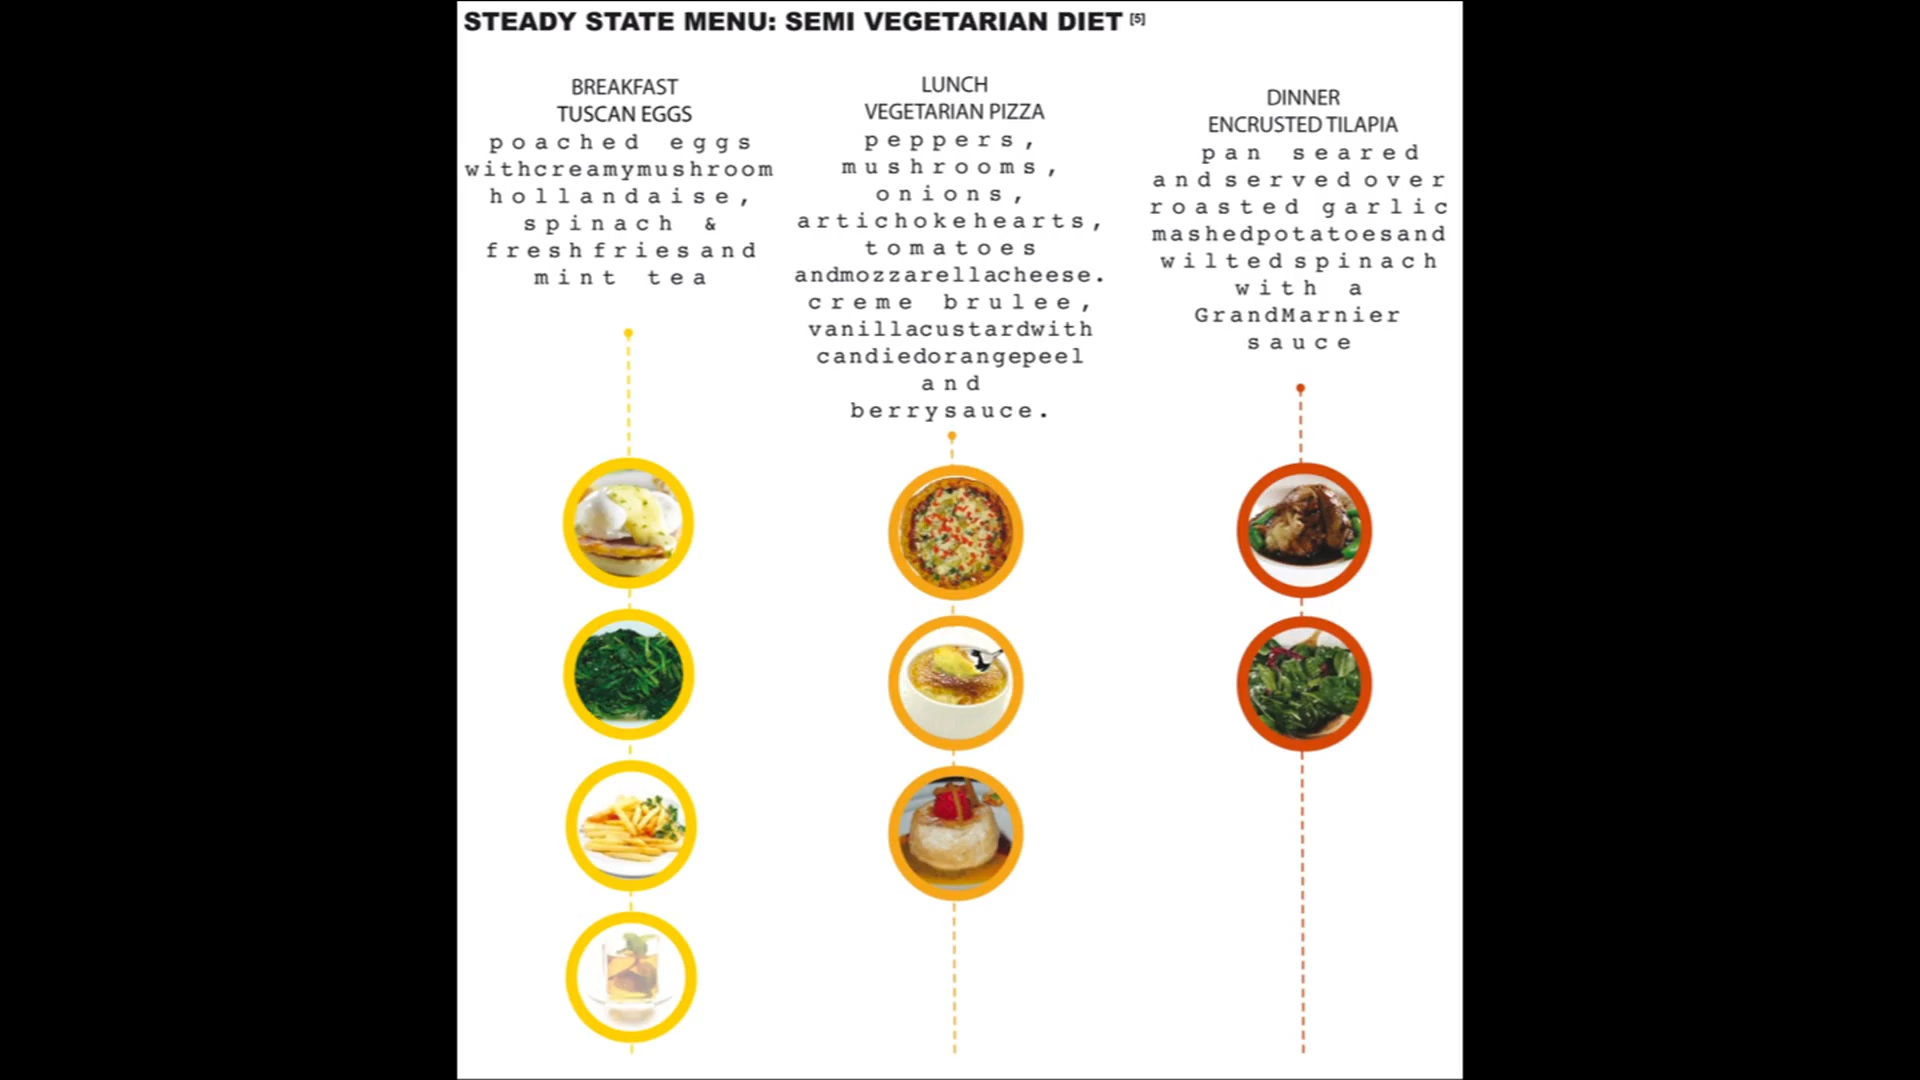 STEADY STATE MENU: SEMI VEGETARIAN DIET [5]
BREAKFAST
TUSCAN EGGS
poached eggs
withcreamymushroom
hollandaise,
spinach &
freshfriesand
mint tea
LUNCH
VEGETARIAN PIZZA
peppers,
mushrooms,
onions,
artichokehearts,
tomatoes
andmozzarellacheese.
creme brulee,
vanillacustardwith
candiedorangepeel
and
berrysauce.
DINNER
ENCRUSTED TILAPIA
pan seared
andservedover
roasted garlic
mashedpotatoesand
wiltedspinach
with a
GrandMarnier
sauce